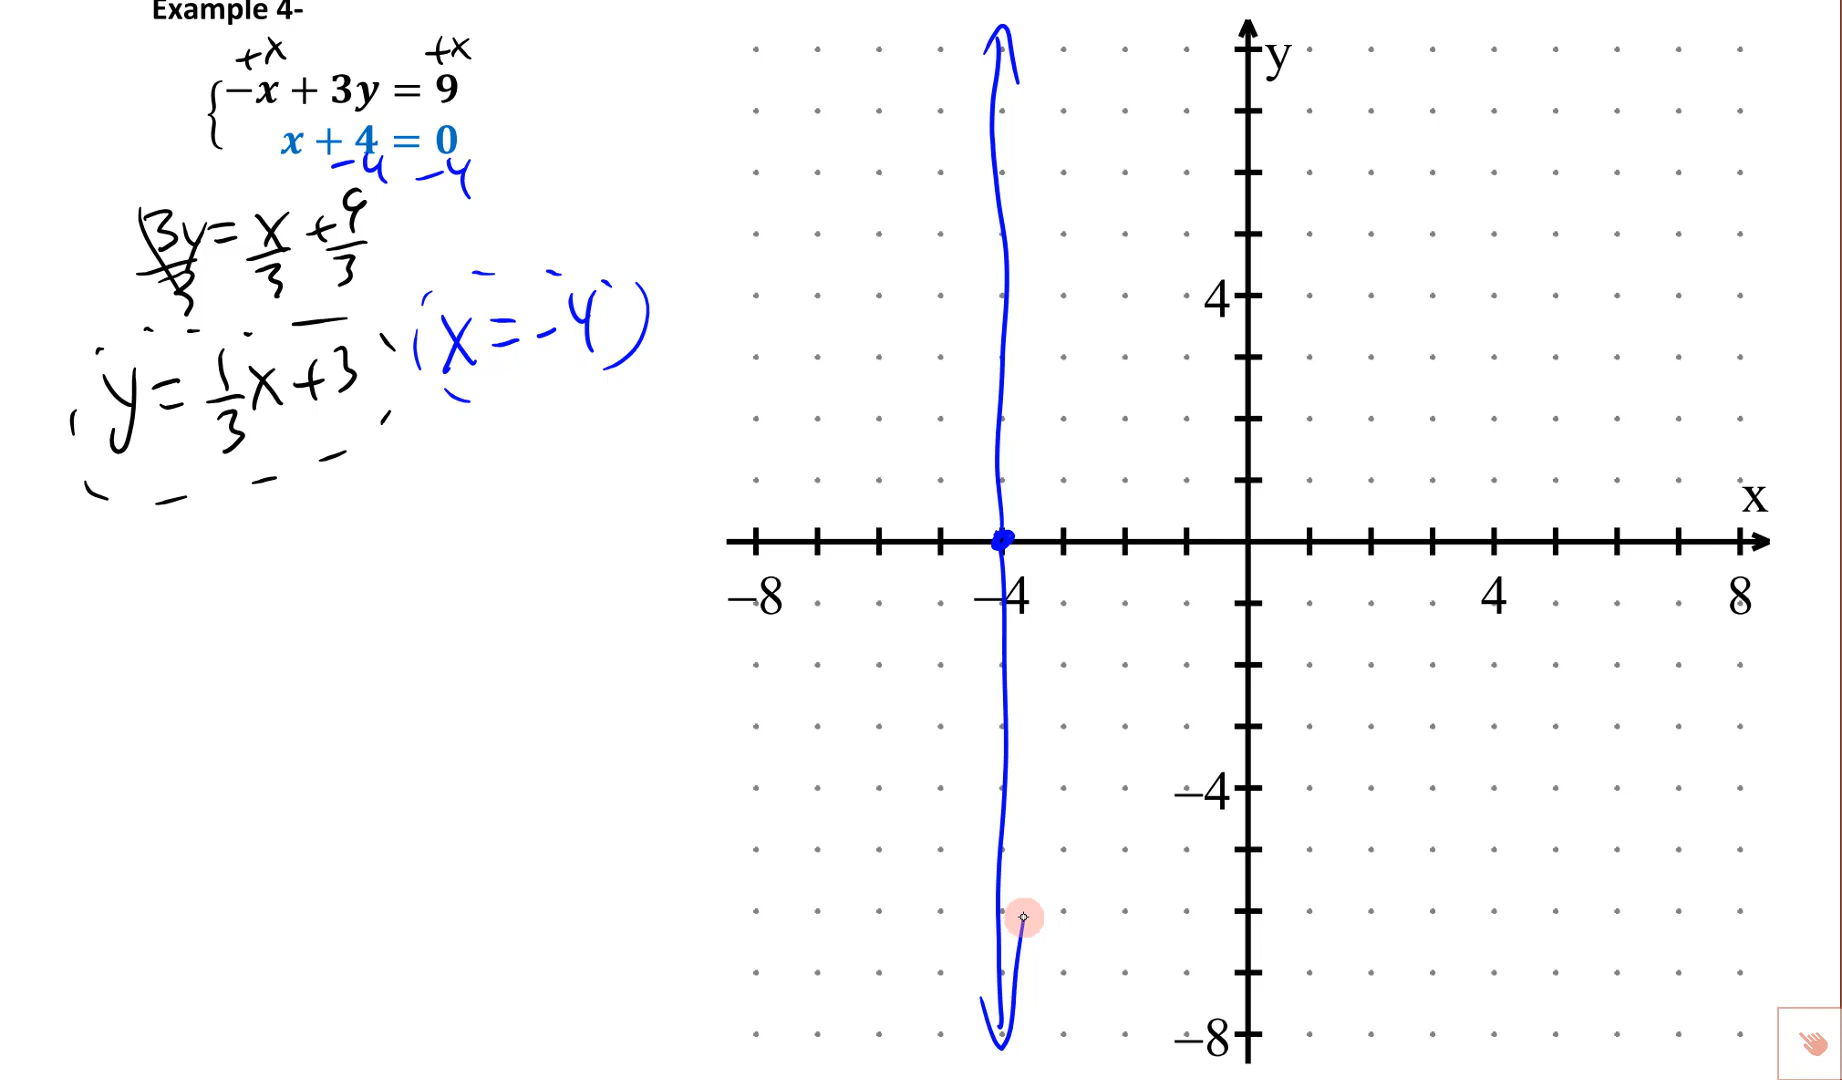 Example 4-
+x +x
−x + 3y = 9
x + 4 = 0
-4 -4
3y = x + 9
3 3 3
y = 1/3 x + 3
(x = -4)
y
4
x
−8 −4 4 8
−4
−8